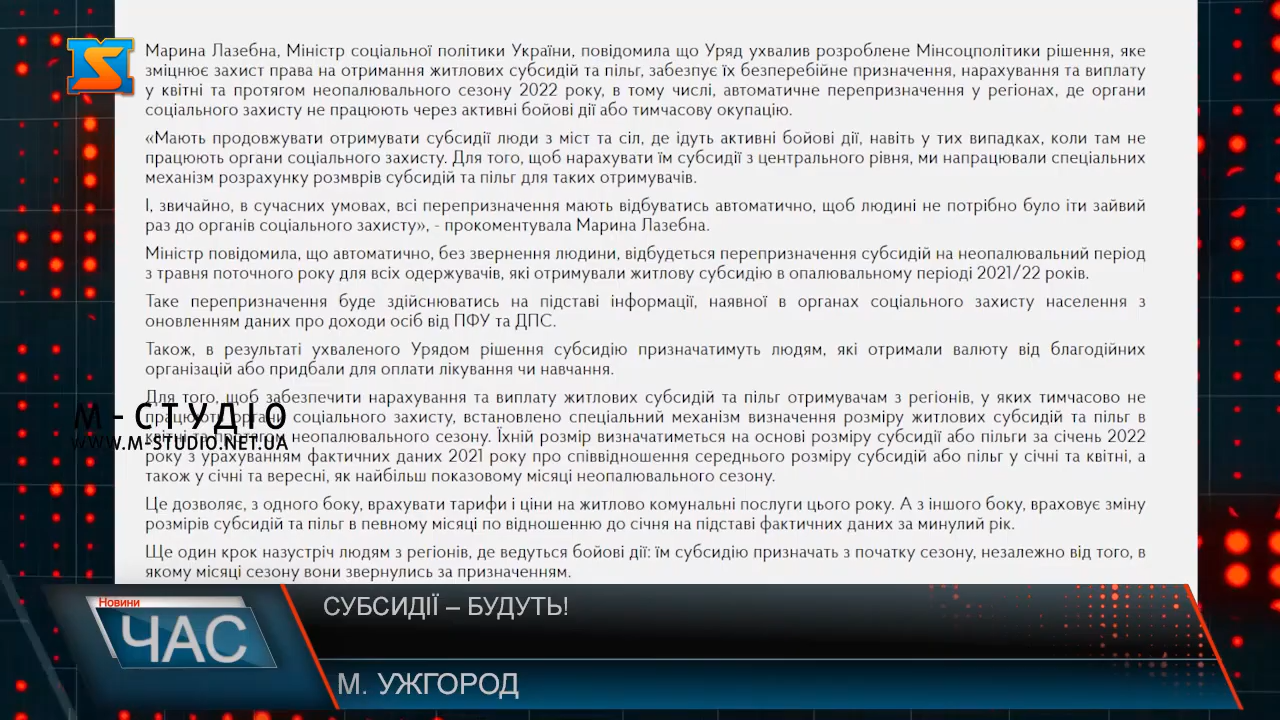 Марина Лазебна, Міністр соціальної політики України, повідомила що Уряд ухвалив розроблене Мінсоцполітики рішення, яке
зміцнює захист права на отримання житлових субсидій та пільг, забезпує їх безперебійне призначення, нарахування та виплату
у квітні та протягом неопалювального сезону 2022 року, в тому числі, автоматичне перепризначення у регіонах, де органи
соціального захисту не працюють через активні бойові дії або тимчасову окупацію.
«Мають продовжувати отримувати субсидії люди з міст та сіл, де ідуть активні бойові дії, навіть у тих випадках, коли там не
працюють органи соціального захисту. Для того, щоб нарахувати їм субсидії з центрального рівня, ми напрацювали спеціальних
механізм розрахунку розмврів субсидій та пільг для таких отримувачів.
І, звичайно, в сучасних умовах, всі перепризначення мають відбуватись автоматично, щоб людині не потрібно було іти зайвий
раз до органів соціального захисту», - прокоментувала Марина Лазебна.
Міністр повідомила, що автоматично, без звернення людини, відбудеться перепризначення субсидій на неопалювальний період
з травня поточного року для всіх одержувачів, які отримували житлову субсидію в опалювальному періоді 2021/22 років.
Таке перепризначення буде здійснюватись на підставі інформації, наявної в органах соціального захисту населення з
оновленням даних про доходи осіб від ПФУ та ДПС.
Також, в результаті ухваленого Урядом рішення субсидію призначатимуть людям, які отримали валюту від благодійних
організацій або придбали для оплати лікування чи навчання.
Для того, щоб забезпечити нарахування та виплату житлових субсидій та пільг отримувачам з регіонів, у яких тимчасово не
працюють органи соціального захисту, встановлено спеціальний механізм визначення розміру житлових субсидій та пільг в
квітні та протягом неопалювального сезону. Їхній розмір визначатиметься на основі розміру субсидії або пільги за січень 2022
року з урахуванням фактичних даних 2021 року про співвідношення середнього розміру субсидій або пільг у січні та квітні, а
також у січні та вересні, як найбільш показовому місяці неопалювального сезону.
Це дозволяє, з одного боку, врахувати тарифи і ціни на житлово комунальні послуги цього року. А з іншого боку, враховує зміну
розмірів субсидій та пільг в певному місяці по відношенню до січня на підставі фактичних даних за минулий рік.
Ще один крок назустріч людям з регіонів, де ведуться бойові дії: їм субсидію призначать з початку сезону, незалежно від того, в
якому місяці сезону вони звернулись за призначенням.
М-СТУДІО
WWW.M-STUDIO.NET.UA
Новини
ЧАС
СУБСИДІЇ – БУДУТЬ!
М. УЖГОРОД